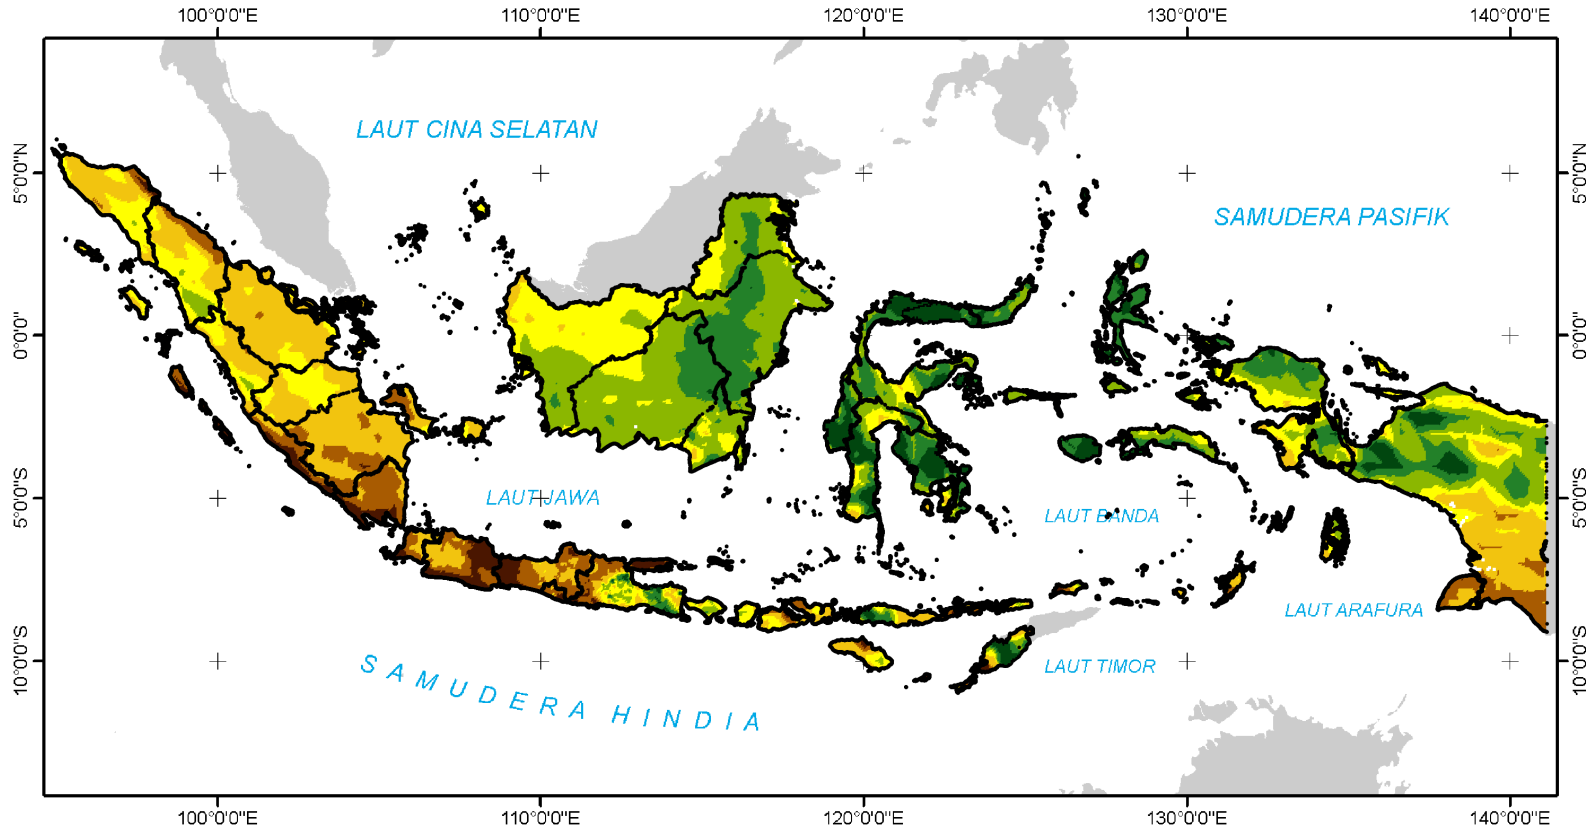 100°0'0"E 110°0'0"E 120°0'0"E 130°0'0"E 140°0'0"E
LAUT CINA SELATAN
5°0'0"N 5°0'0"N
SAMUDERA PASIFIK
0°0'0" 0°0'0"
LAUT JAWA
5°0'0"S 5°0'0"S
LAUT BANDA
LAUT ARAFURA
10°0'0"S 10°0'0"S
LAUT TIMOR
SAMUDERA HINDIA
100°0'0"E 110°0'0"E 120°0'0"E 130°0'0"E 140°0'0"E